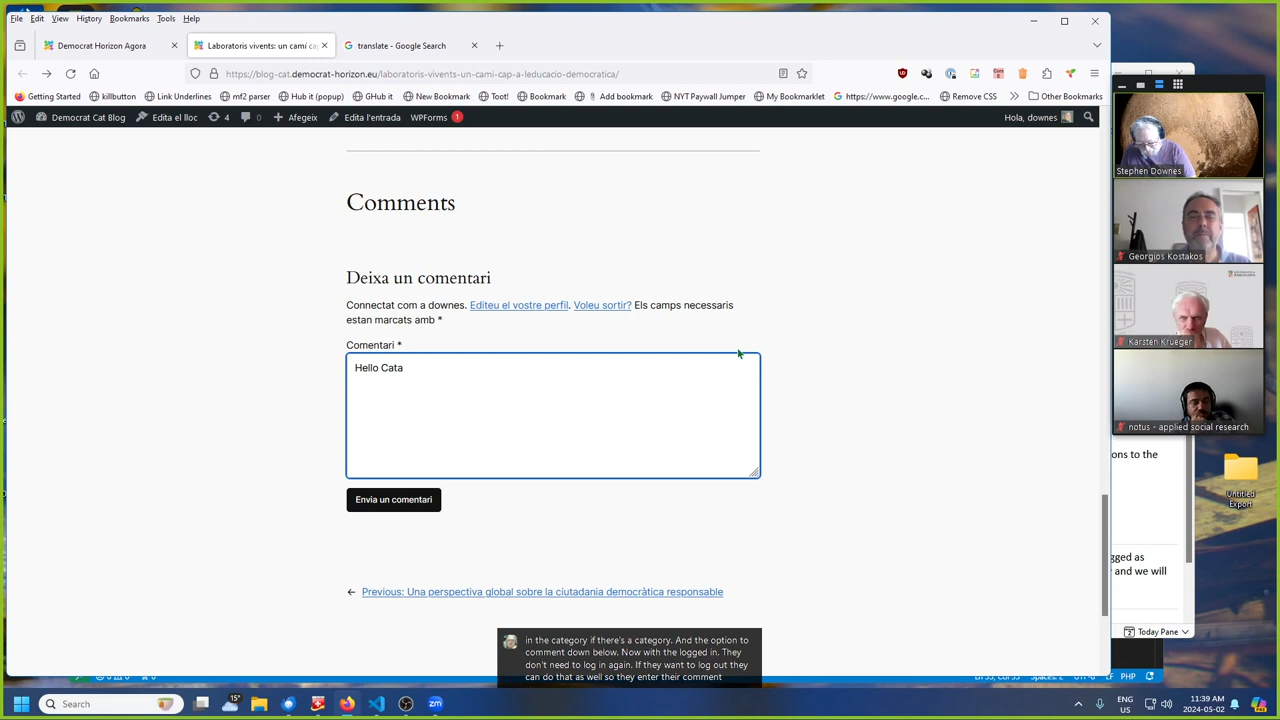 File Edit View History Bookmarks Tools Help
Democrat Horizon Agora
Laboratoris vivents: un camí ca
translate - Google Search
https://blog-cat.democrat-horizon.eu/laboratoris-vivents-un-cami-cap-a-leducacio-democratica/
Getting Started killbutton Link Underlines mf2 parser Hub it (popup) GHub it Toot! Bookmark Add bookmark NYT Paywall Jumper My Bookmarklet https://www.google.c... Remove CSS Other Bookmarks
Democrat Cat Blog Edita el lloc 4 0 Afegeix Edita l'entrada WPForms 1 Hola, downes
Comments
Deixa un comentari
Connectat com a downes. Editeu el vostre perfil. Voleu sortir? Els camps necessaris
estan marcats amb *
Comentari *
Hello Cata
Envia un comentari
← Previous: Una perspectiva global sobre la ciutadania democràtica responsable
in the category if there's a category. And the option to
comment down below. Now with the logged in. They
don't need to log in again. If they want to log out they
can do that as well so they enter their comment
Stephen Downes
Georgios Kostakos
Karsten Krueger
notus - applied social research
ons to the
Untitled
Export
gged as
and we will
Today Pane
PHP
Search
15°
ENG
US
11:39 AM
2024-05-02